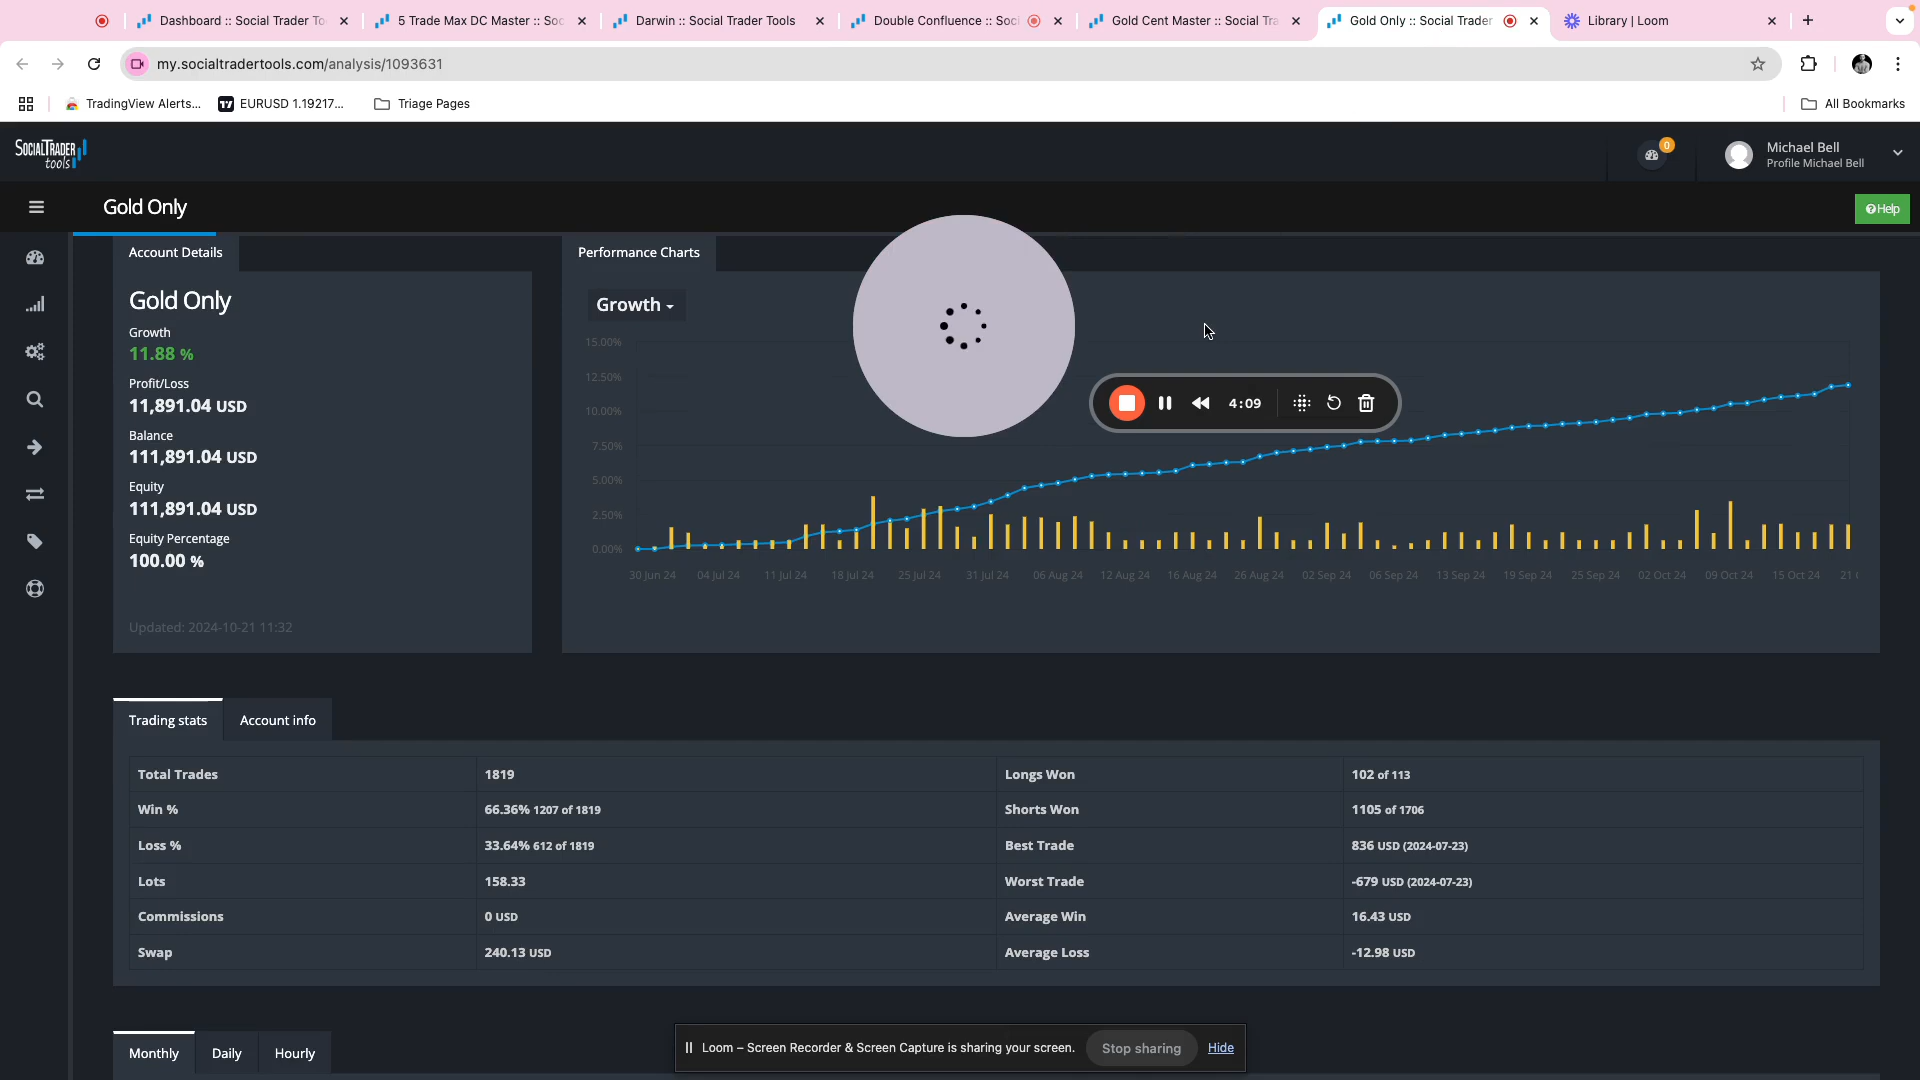 Dashboard :: Social Trader To
5 Trade Max DC Master :: Soc
Darwin :: Social Trader Tools
Double Confluence :: Soci
Gold Cent Master :: Social Tra
Gold Only :: Social Trader
Library | Loom
my.socialtradertools.com/analysis/1093631
TradingView Alerts...
EURUSD 1.19217...
Triage Pages
All Bookmarks
SOCIALTRADER
tools
0
Michael Bell
Profile Michael Bell
Gold Only
Help
Account Details
Performance Charts
Gold Only
Growth
11.88 %
Profit/Loss
11,891.04 USD
Balance
111,891.04 USD
Equity
111,891.04 USD
Equity Percentage
100.00 %
Updated: 2024-10-21 11:32
Growth
15.00%
12.50%
10.00%
7.50%
5.00%
2.50%
0.00%
30 Jun 24 04 Jul 24 11 Jul 24 18 Jul 24 25 Jul 24 31 Jul 24 06 Aug 24 12 Aug 24 16 Aug 24 26 Aug 24 02 Sep 24 06 Sep 24 13 Sep 24 19 Sep 24 25 Sep 24 02 Oct 24 09 Oct 24 15 Oct 24 21
4:09
Trading stats
Account info
Total Trades 1819 Longs Won 102 of 113
Win % 66.36% 1207 of 1819 Shorts Won 1105 of 1706
Loss % 33.64% 612 of 1819 Best Trade 836 USD (2024-07-23)
Lots 158.33 Worst Trade -679 USD (2024-07-23)
Commissions 0 USD Average Win 16.43 USD
Swap 240.13 USD Average Loss -12.98 USD
Monthly
Daily
Hourly
Loom – Screen Recorder & Screen Capture is sharing your screen.
Stop sharing
Hide